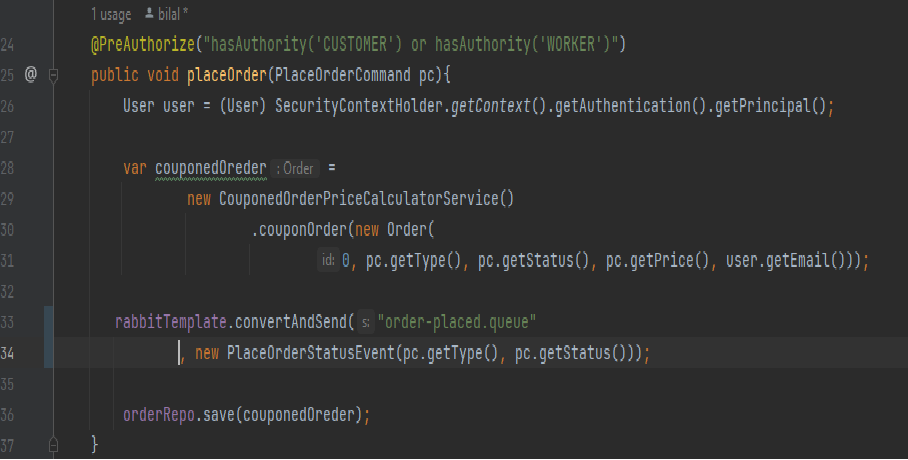 1 usage bilal *
24 @PreAuthorize("hasAuthority('CUSTOMER') or hasAuthority('WORKER')")
25 @ public void placeOrder(PlaceOrderCommand pc){
26 User user = (User) SecurityContextHolder.getContext().getAuthentication().getPrincipal();
27
28 var couponedOreder : Order =
29 new CouponedOrderPriceCalculatorService()
30 .couponOrder(new Order(
31 id: 0, pc.getType(), pc.getStatus(), pc.getPrice(), user.getEmail()));
32
33 rabbitTemplate.convertAndSend( s: "order-placed.queue"
34 , new PlaceOrderStatusEvent(pc.getType(), pc.getStatus()));
35
36 orderRepo.save(couponedOreder);
37 }